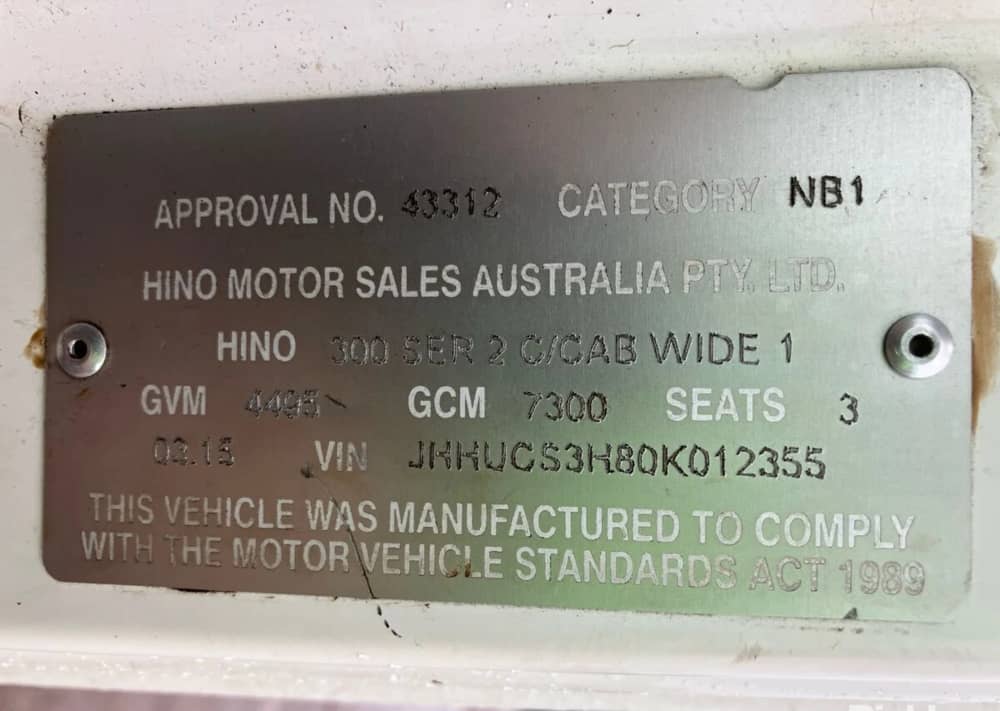 APPROVAL NO. 43312 CATEGORY NB1
HINO MOTOR SALES AUSTRALIA PTY. LTD.
HINO 300 SER 2 C/CAB WIDE 1
GVM 4495 GCM 7300 SEATS 3
03.15 VIN JHHUCS3H80K012355
THIS VEHICLE WAS MANUFACTURED TO COMPLY
WITH THE MOTOR VEHICLE STANDARDS ACT 1989